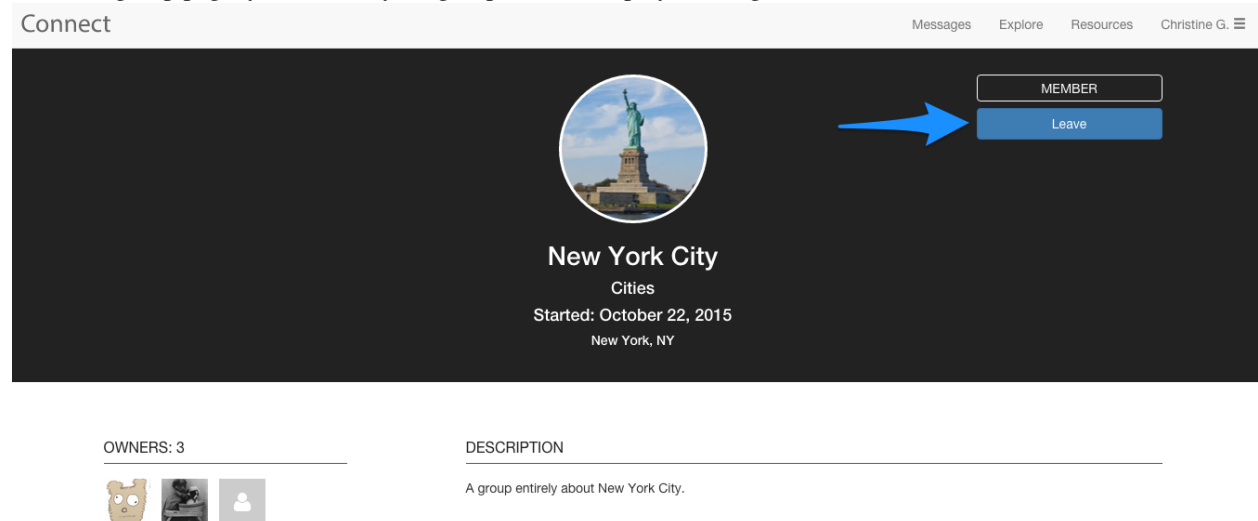 Connect
Messages Explore Resources Christine G.
MEMBER
Leave
New York City
Cities
Started: October 22, 2015
New York, NY
OWNERS: 3
DESCRIPTION
A group entirely about New York City.